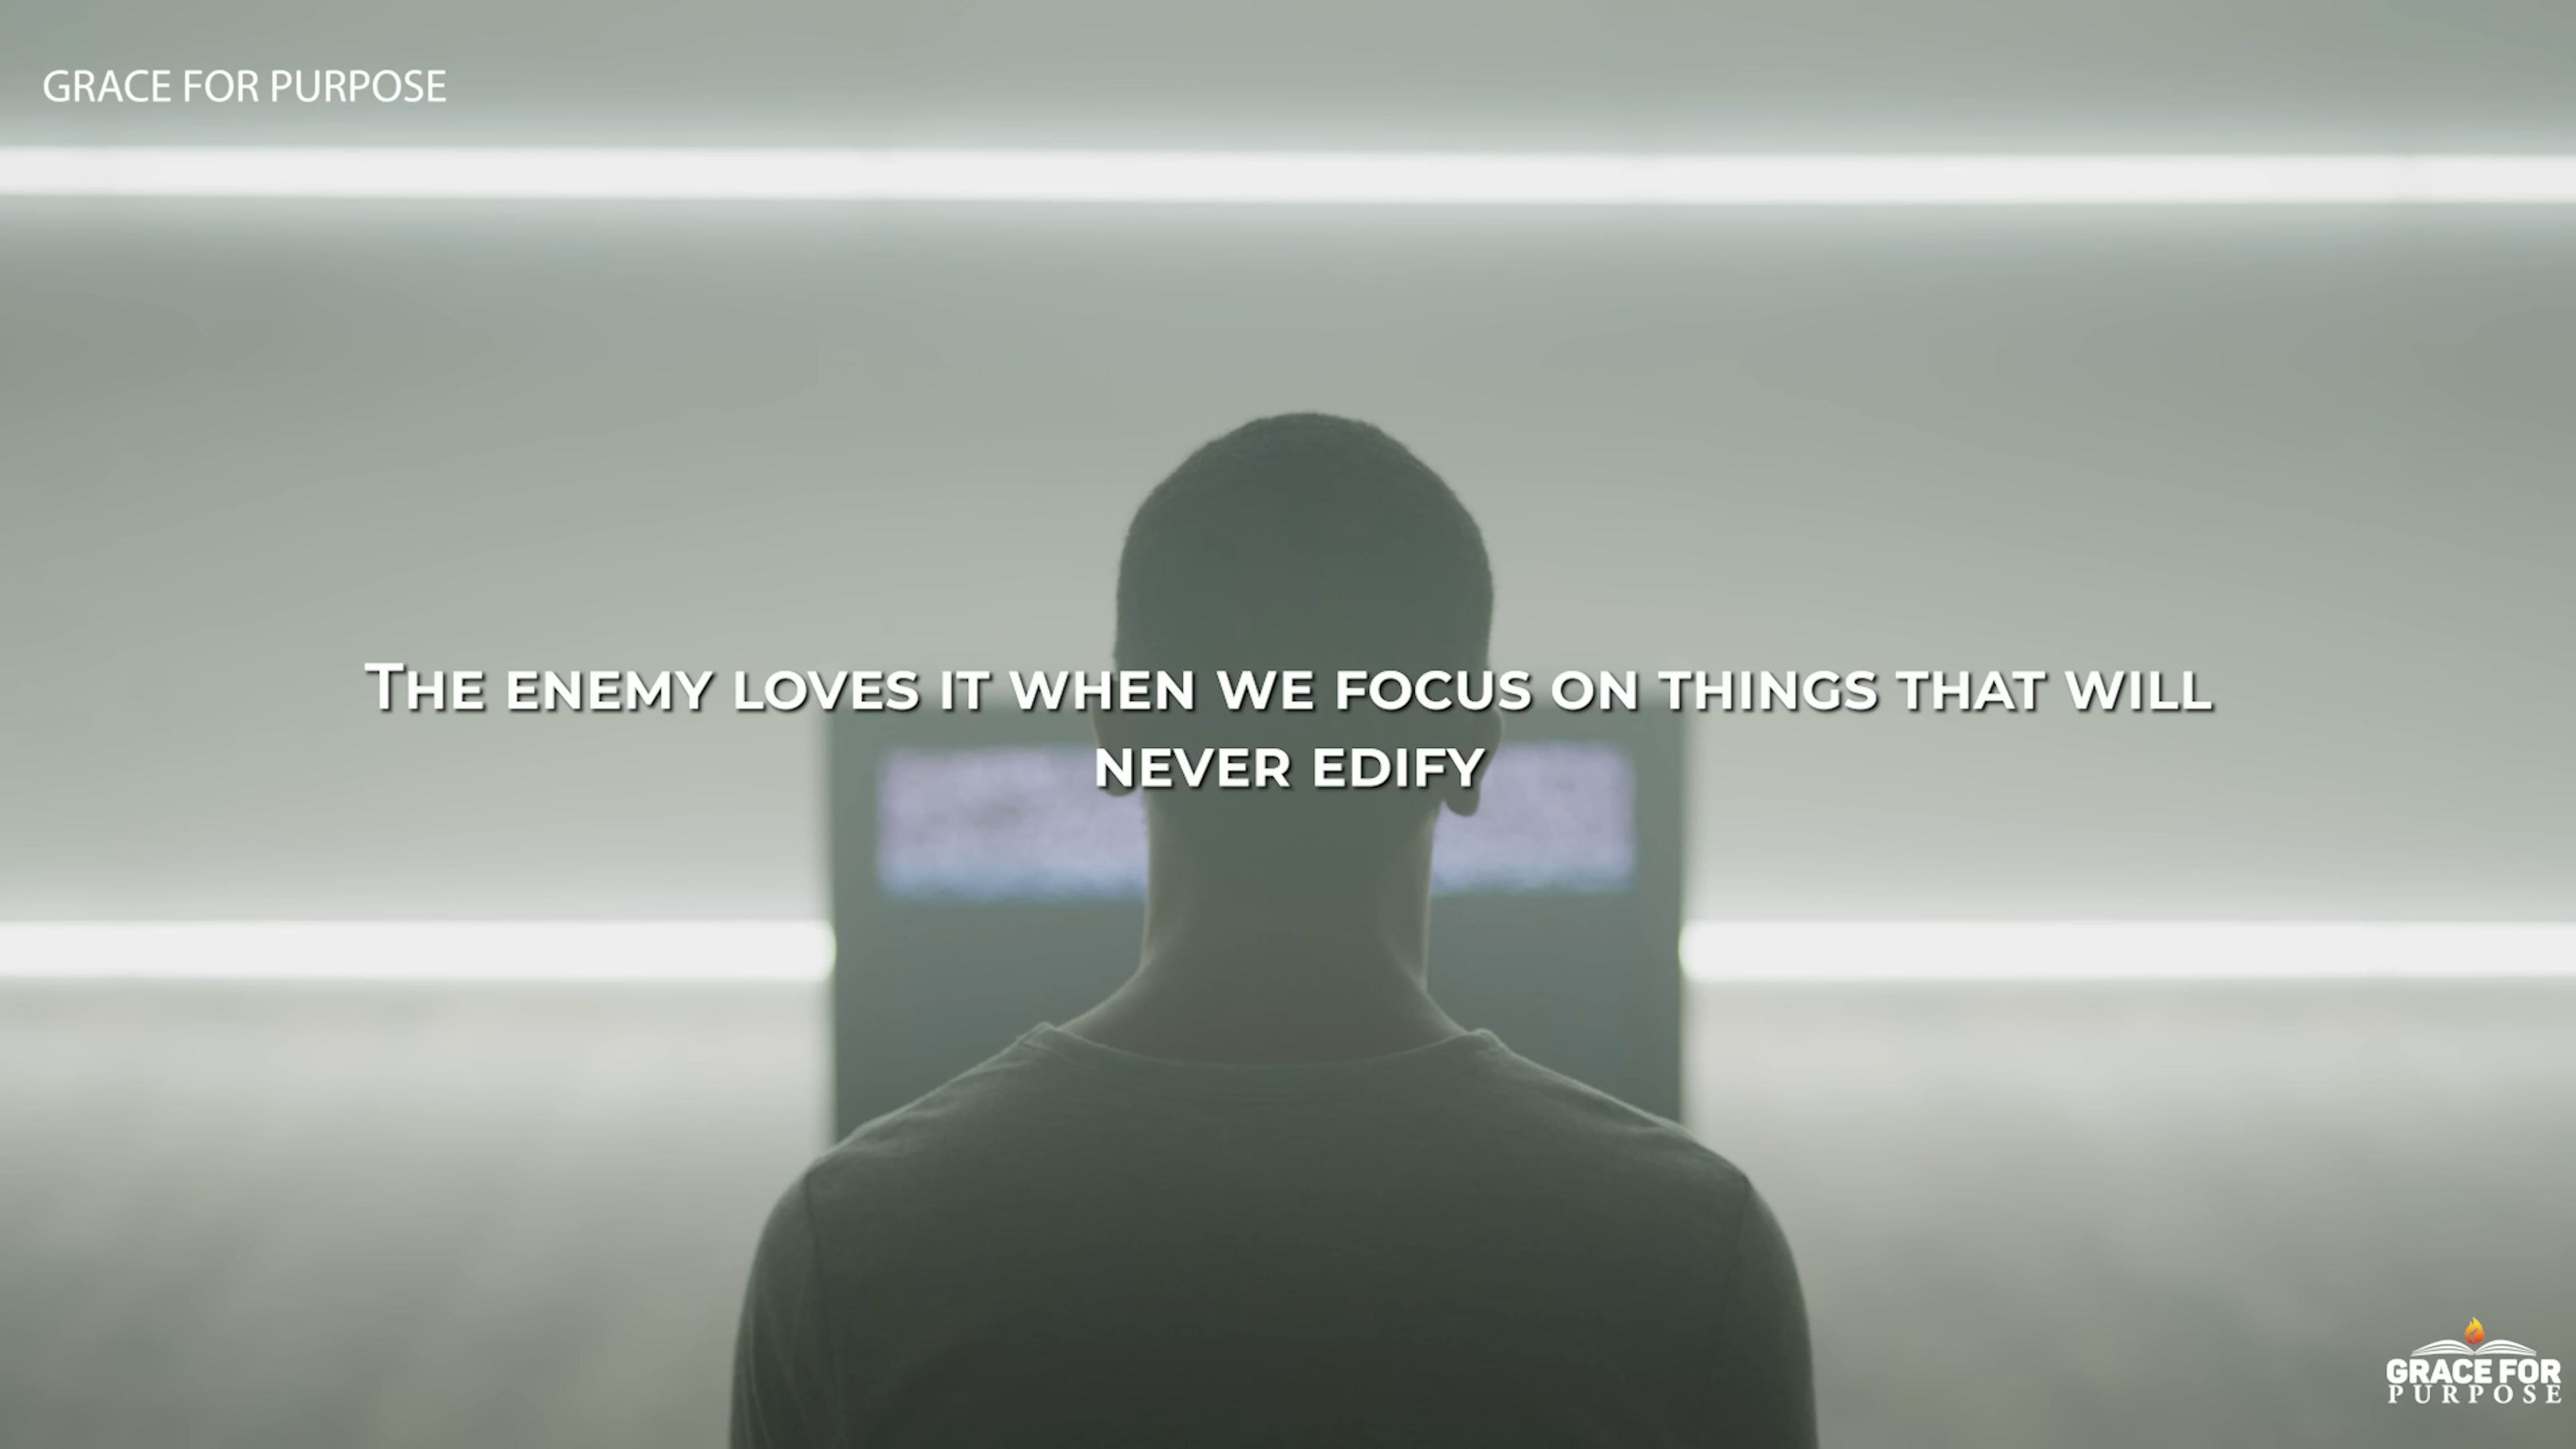 GRACE FOR PURPOSE
THE ENEMY LOVES IT WHEN WE FOCUS ON THINGS THAT WILL
NEVER EDIFY
GRACE FOR
PURPOSE